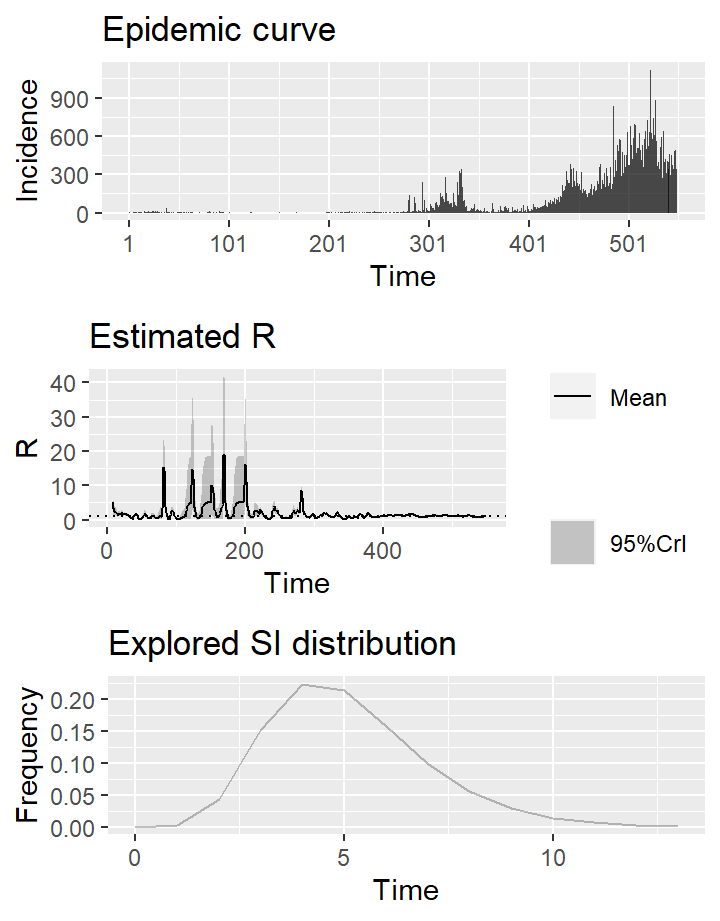 Epidemic curve
Incidence
900
600
300
0
1 101 201 301 401 501
Time
Estimated R
R
40
30
20
10
0
0 200 400
Time
Mean
95%CrI
Explored SI distribution
Frequency
0.20
0.15
0.10
0.05
0.00
0 5 10
Time